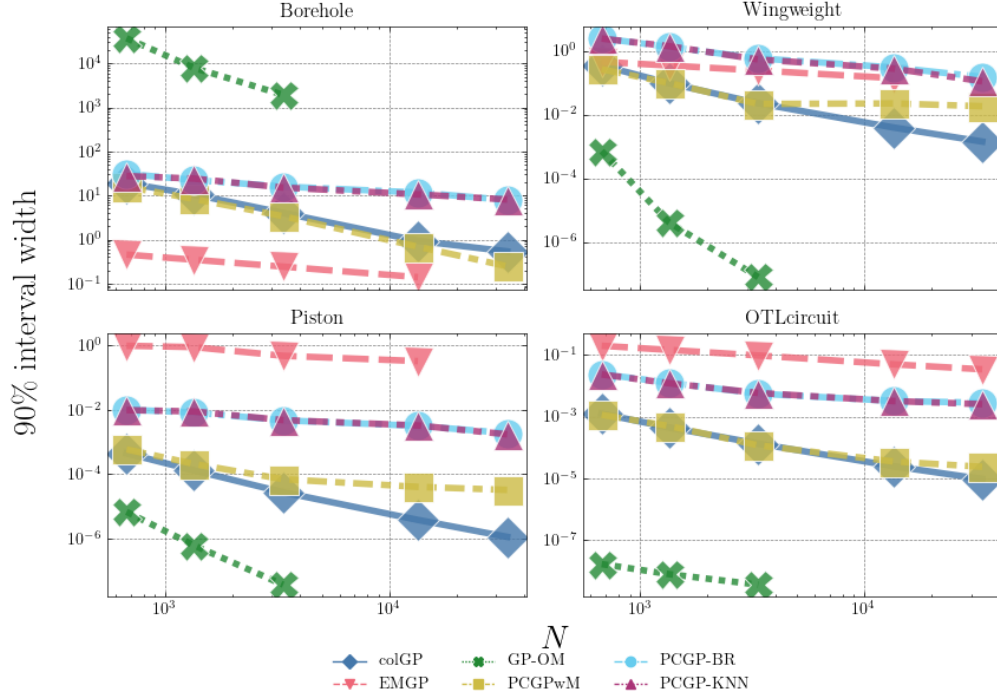 Borehole
Wingweight
10^4
10^3
10^2
10^1
10^0
10^-1
10^0
10^-2
10^-4
10^-6
90% interval width
Piston
OTLcircuit
10^0
10^-2
10^-4
10^-6
10^-1
10^-3
10^-5
10^-7
10^3
10^4
10^3
10^4
N
colGP
GP-OM
PCGP-BR
EMGP
PCGPwM
PCGP-KNN